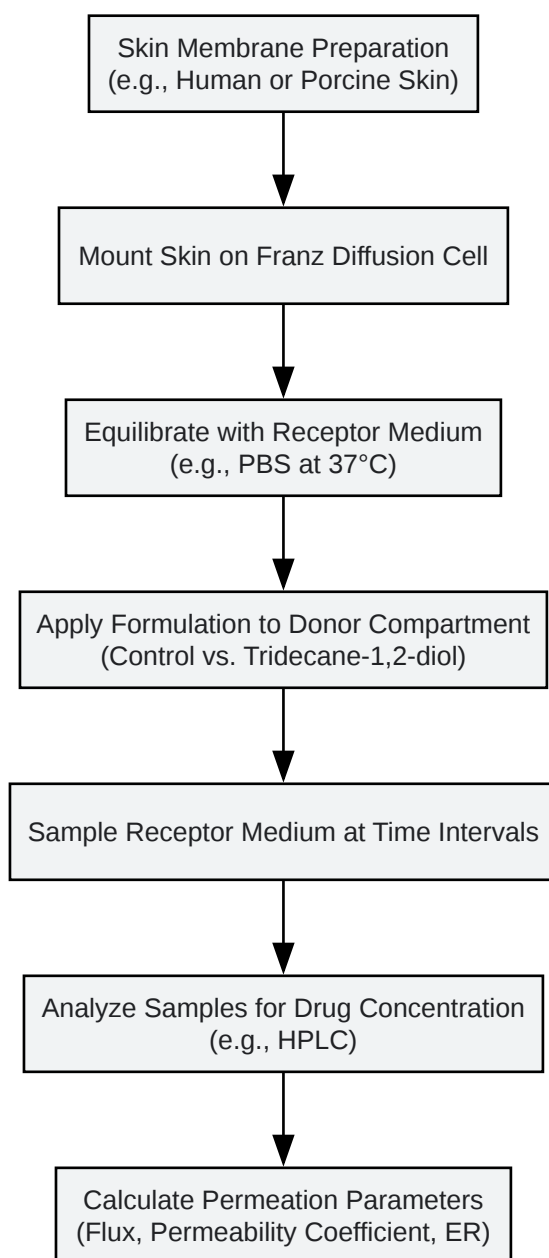 Skin Membrane Preparation
(e.g., Human or Porcine Skin)
Mount Skin on Franz Diffusion Cell
Equilibrate with Receptor Medium
(e.g., PBS at 37°C)
Apply Formulation to Donor Compartment
(Control vs. Tridecane-1,2-diol)
Sample Receptor Medium at Time Intervals
Analyze Samples for Drug Concentration
(e.g., HPLC)
Calculate Permeation Parameters
(Flux, Permeability Coefficient, ER)